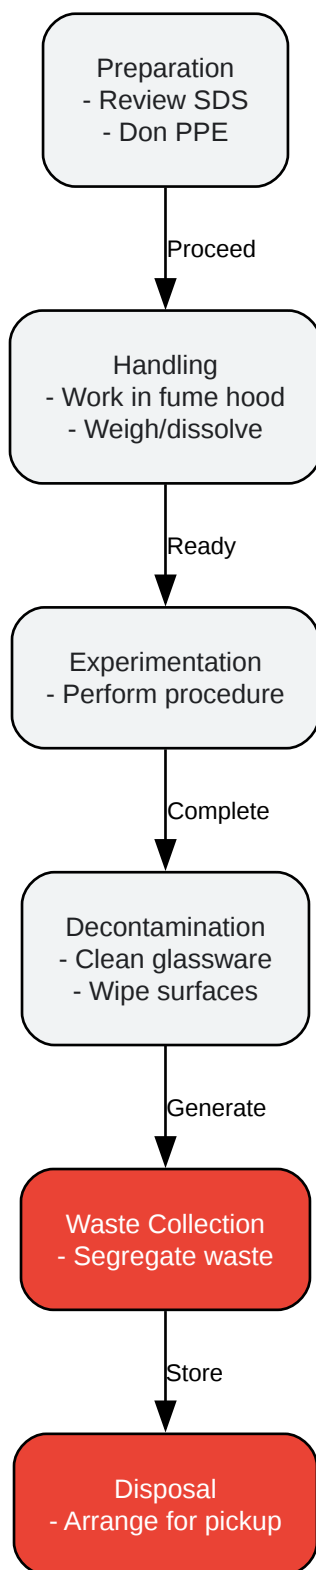 Preparation
- Review SDS
- Don PPE
Proceed
Handling
- Work in fume hood
- Weigh/dissolve
Ready
Experimentation
- Perform procedure
Complete
Decontamination
- Clean glassware
- Wipe surfaces
Generate
Waste Collection
- Segregate waste
Store
Disposal
- Arrange for pickup